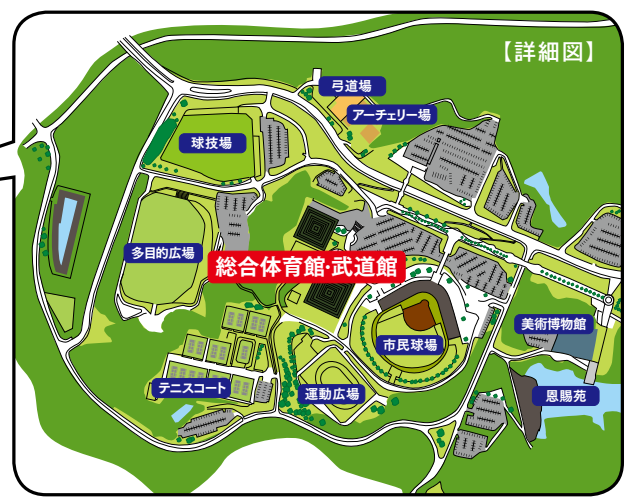 【詳細図】
弓道場
アーチェリー場
球技場
多目的広場
総合体育館・武道館
美術博物館
市民球場
テニスコート
運動広場
恩賜苑